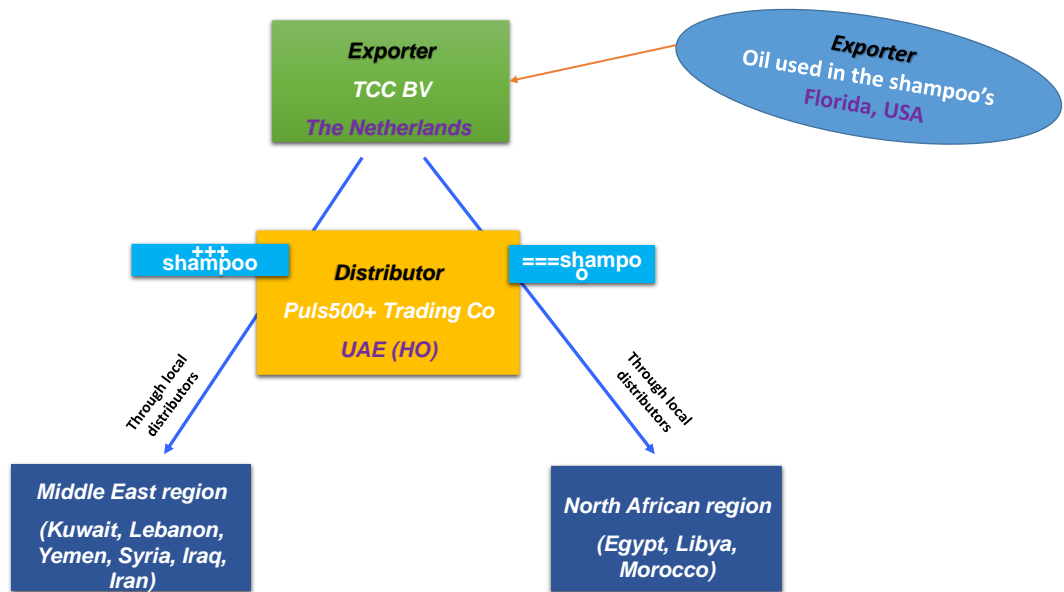 Exporter
TCC BV
The Netherlands
Exporter
Oil used in the shampoo's
Florida, USA
+++
shampoo
Distributor
Puls500+ Trading Co
UAE (HO)
===shampo
o
Through local
distributors
Through local
distributors
Middle East region
(Kuwait, Lebanon,
Yemen, Syria, Iraq,
Iran)
North African region
(Egypt, Libya,
Morocco)